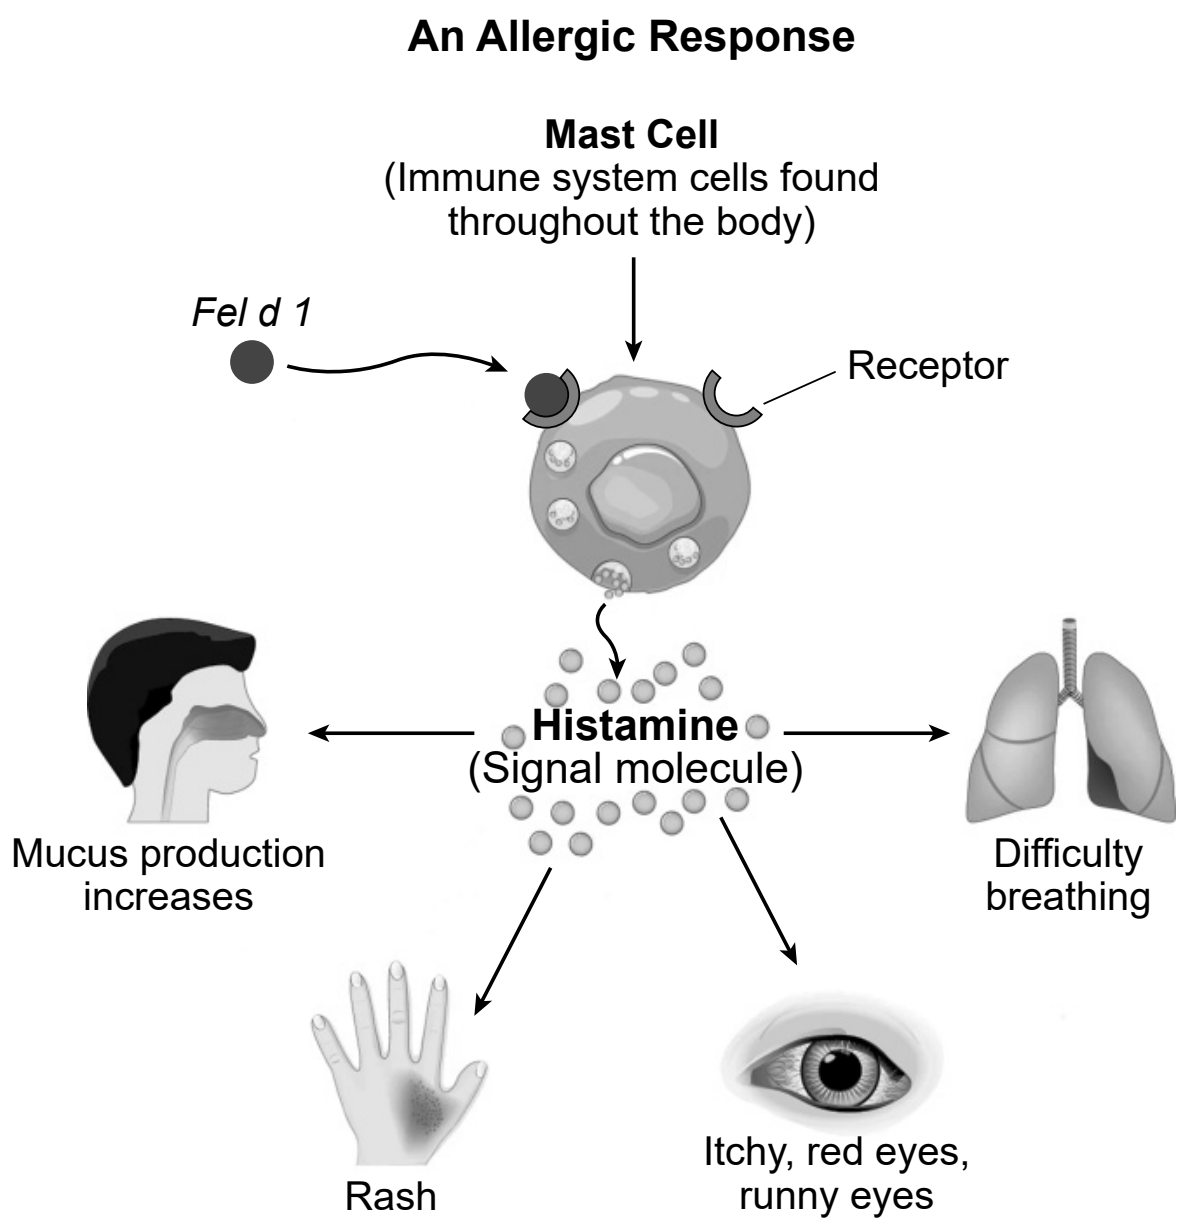 An Allergic Response
Mast Cell
(Immune system cells found
throughout the body)
Fel d 1
Receptor
Histamine
(Signal molecule)
Mucus production
increases
Difficulty
breathing
Rash
Itchy, red eyes,
runny eyes